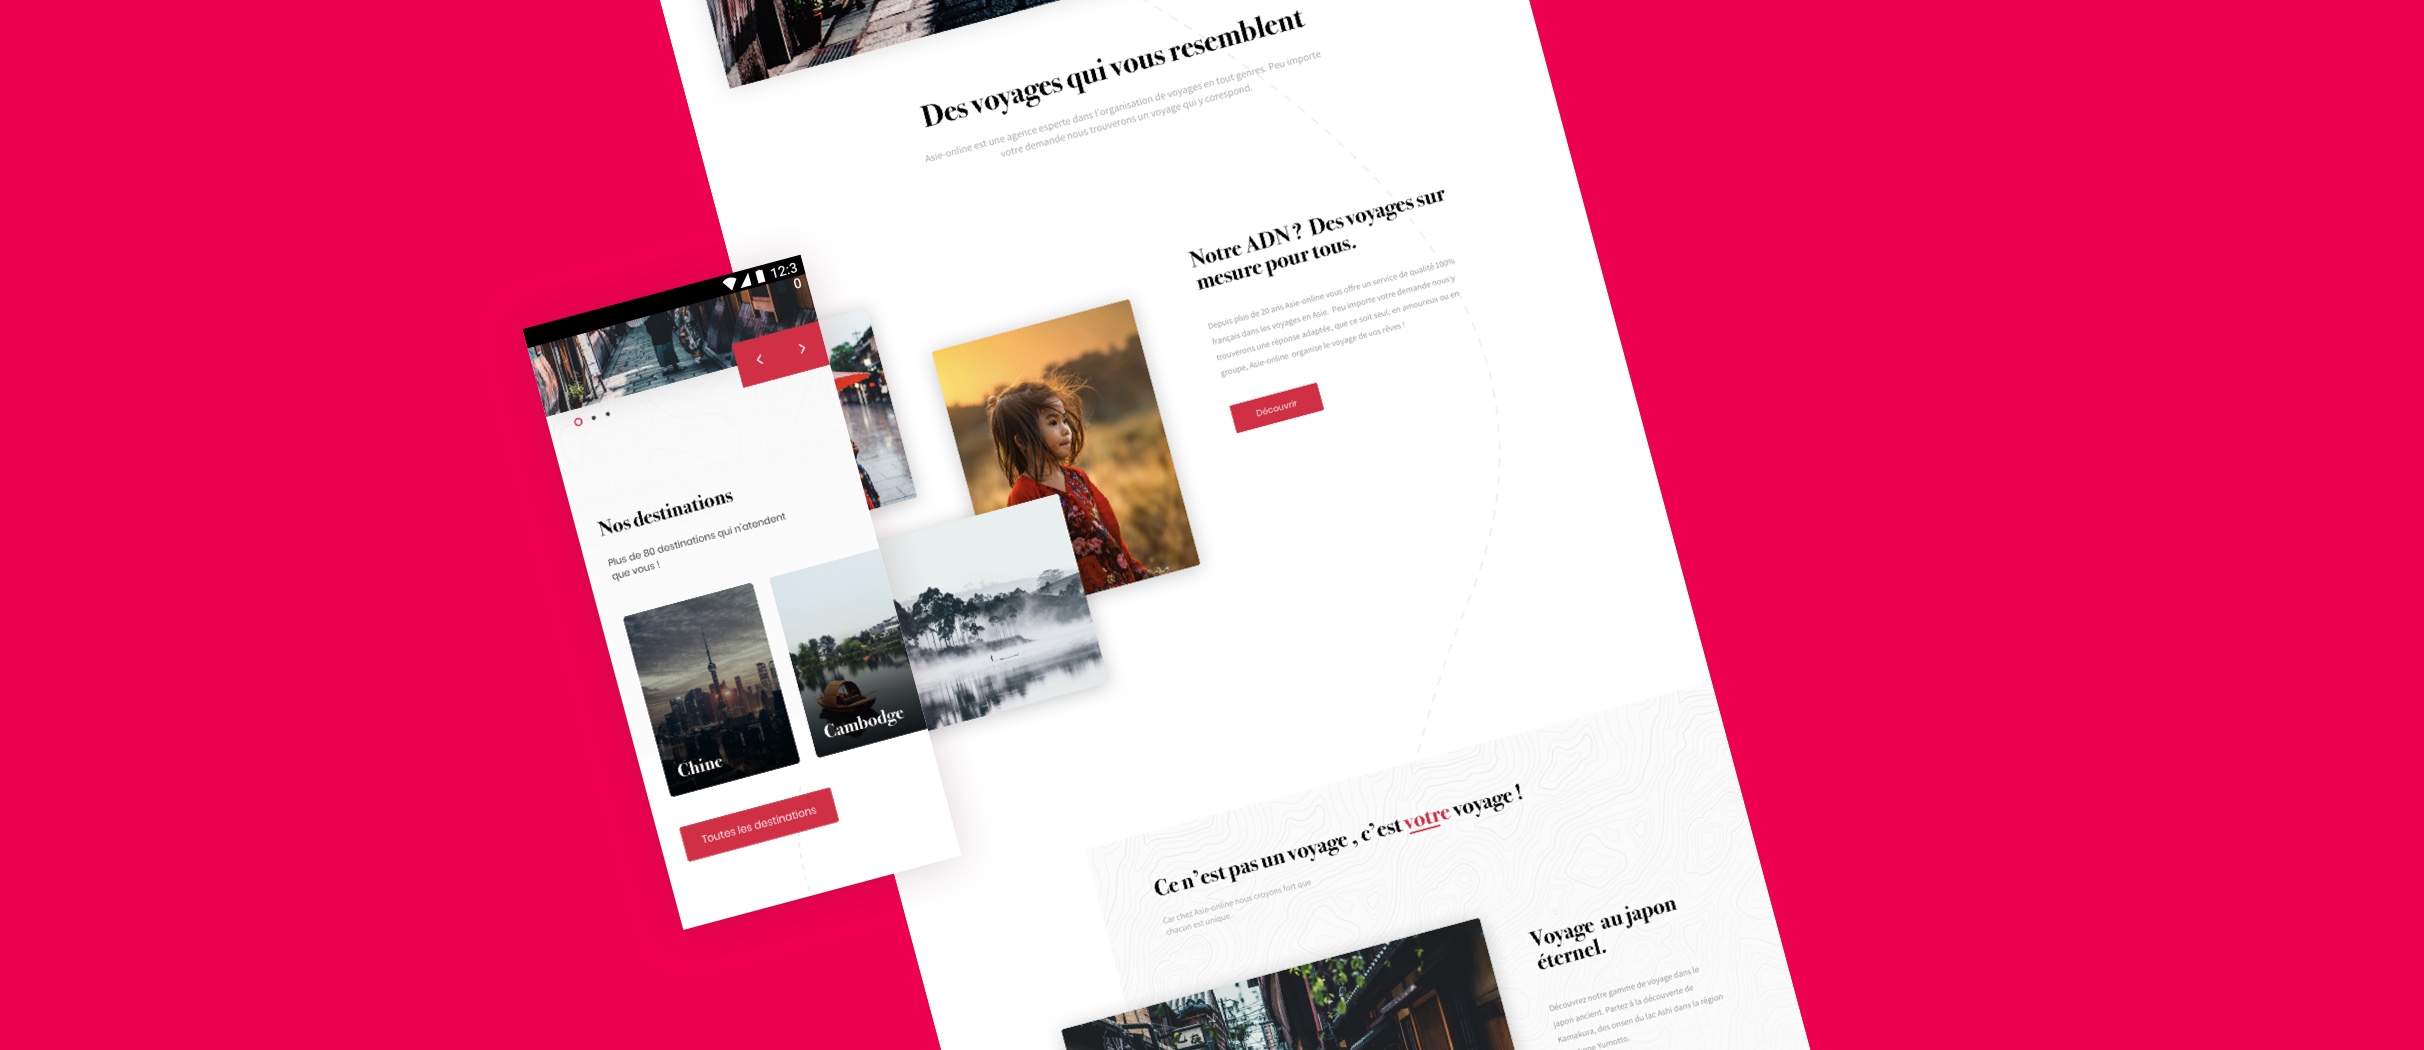 Des voyages qui vous resemblent
Asie-online est une agence esperte dans l'organisation de voyages en tout genres. Peu importe
votre demande nous trouverons un voyage qui y corespond.
Notre ADN ? Des voyages sur
mesure pour tous.
Depuis plus de 20 ans Asie-online vous offre un service de qualité 100%
français dans les voyages en Asie. Peu importe votre demande nous y
trouverons une réponse adaptée, que ce soit seul, en amoureux ou en
groupe, Asie-online organise le voyage de vos rêves !
Découvrir
12:3
0
Nos destinations
Plus de 80 destinations qui n'atendent
que vous !
Chine
Cambodge
Toutes les destinations
Ce n'est pas un voyage , c'est votre voyage !
Car chez Asie-online nous croyons fort que
chacun est unique.
Voyage au japon
éternel.
Découvrez notre gamme de voyage dans le
japon ancient. Partez à la découverte de
Kamakura, des onsen du lac Ashi dans la région
Yumotto.